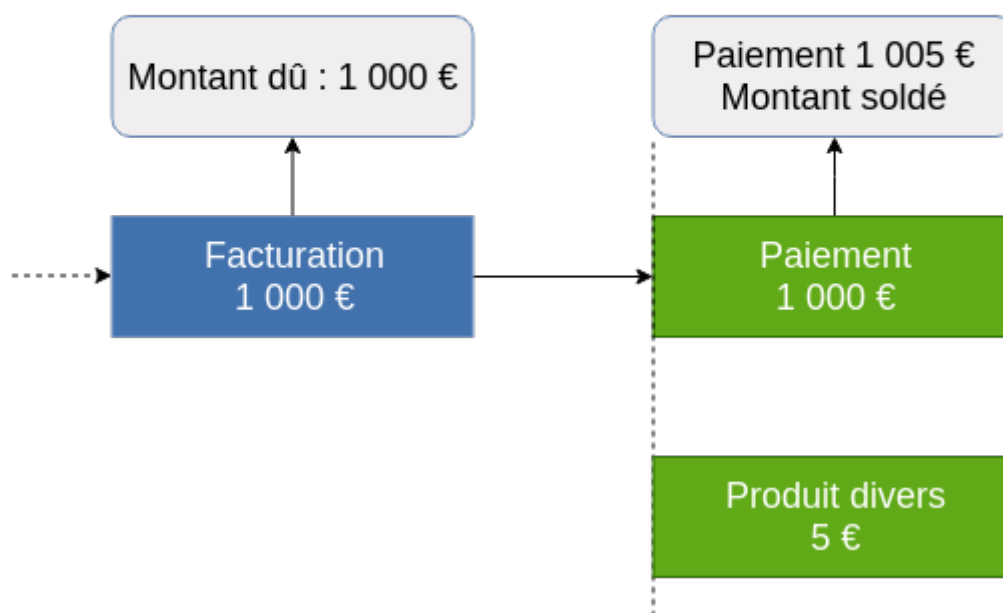 Montant dû : 1 000 €
Paiement 1 005 €
Montant soldé
Facturation
1 000 €
Paiement
1 000 €
Produit divers
5 €